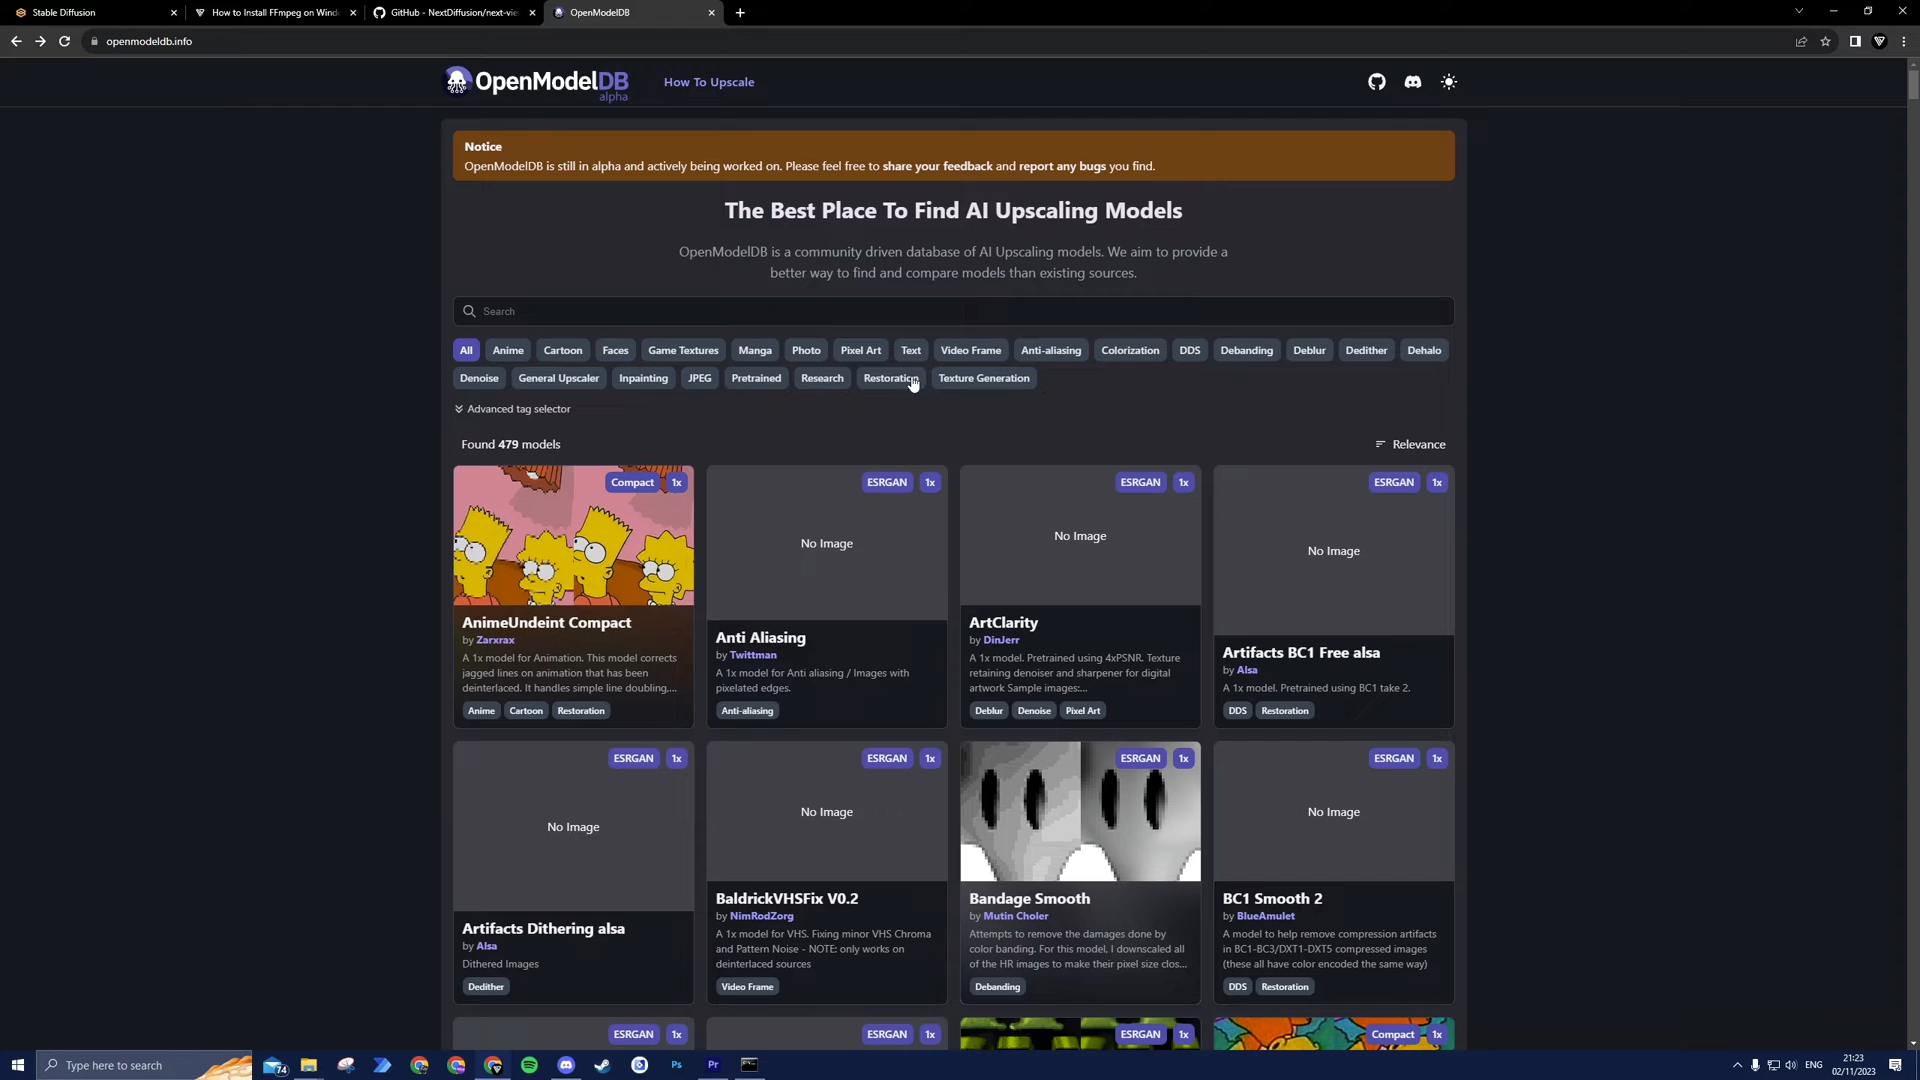 Stable Diffusion
How to Install FFmpeg on Wind
GitHub - NextDiffusion/next-vie
OpenModelDB
openmodeldb.info
OpenModelDB
alpha
How To Upscale
Notice
OpenModelDB is still in alpha and actively being worked on. Please feel free to share your feedback and report any bugs you find.
The Best Place To Find AI Upscaling Models
OpenModelDB is a community driven database of AI Upscaling models. We aim to provide a
better way to find and compare models than existing sources.
Search
All Anime Cartoon Faces Game Textures Manga Photo Pixel Art Text Video Frame Anti-aliasing Colorization DDS Debanding Deblur Dedither Dehalo
Denoise General Upscaler Inpainting JPEG Pretrained Research Restoration Texture Generation
Advanced tag selector
Found 479 models
Relevance
Compact 1x
AnimeUndeint Compact
by Zarxrax
A 1x model for Animation. This model corrects
jagged lines on animation that has been
deinterlaced. It handles simple line doubling,...
Anime Cartoon Restoration
ESRGAN 1x
No Image
Anti Aliasing
by Twittman
A 1x model for Anti aliasing / Images with
pixelated edges.
Anti-aliasing
ESRGAN 1x
No Image
ArtClarity
by DinJerr
A 1x model. Pretrained using 4xPSNR. Texture
retaining denoiser and sharpener for digital
artwork Sample images:...
Deblur Denoise Pixel Art
ESRGAN 1x
No Image
Artifacts BC1 Free alsa
by Alsa
A 1x model. Pretrained using BC1 take 2.
DDS Restoration
ESRGAN 1x
No Image
Artifacts Dithering alsa
by Alsa
Dithered Images
Dedither
ESRGAN 1x
No Image
BaldrickVHSFix V0.2
by NimRodZorg
A 1x model for VHS. Fixing minor VHS Chroma
and Pattern Noise - NOTE: only works on
deinterlaced sources
Video Frame
ESRGAN 1x
Bandage Smooth
by Mutin Choler
Attempts to remove the damages done by
color banding. For this model, I downscaled all
of the HR images to make their pixel size clos...
Debanding
ESRGAN 1x
No Image
BC1 Smooth 2
by BlueAmulet
A model to help remove compression artifacts
in BC1-BC3/DXT1-DXT5 compressed images
(these all have color encoded the same way)
DDS Restoration
ESRGAN 1x
ESRGAN 1x
ESRGAN 1x
Compact 1x
Type here to search
74
Ps
Pr
ENG
21:23
02/11/2023